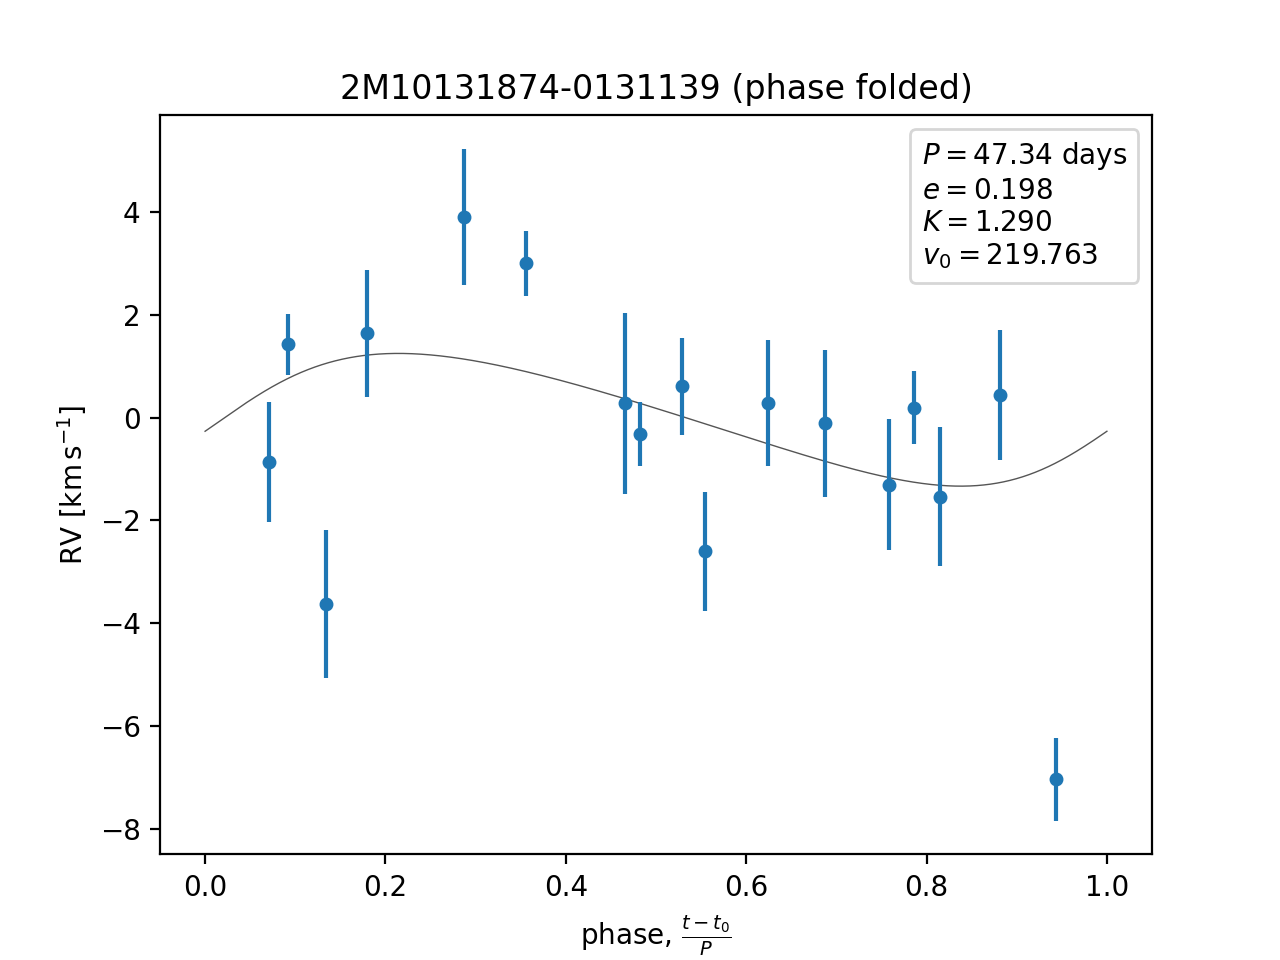 2M10131874-0131139 (phase folded)
P = 47.34 days
e = 0.198
K = 1.290
v₀ = 219.763
RV [km s⁻¹]
4
2
0
−2
−4
−6
−8
0.0 0.2 0.4 0.6 0.8 1.0
phase, (t − t₀)/P